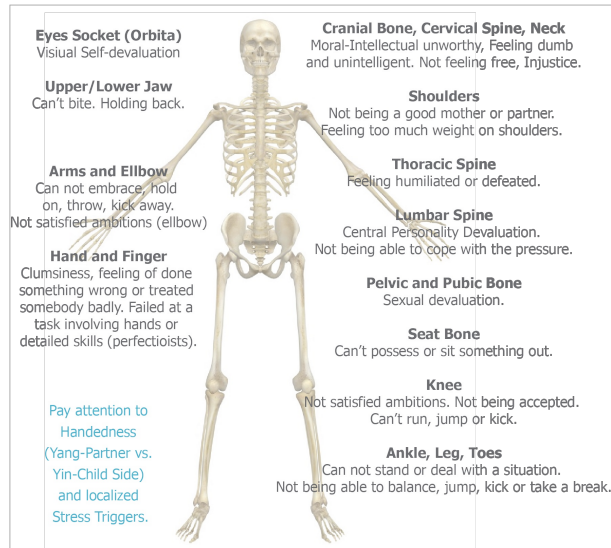 Eyes Socket (Orbita)
Visiual Self-devaluation
Upper/Lower Jaw
Can't bite. Holding back.
Arms and Ellbow
Can not embrace, hold
on, throw, kick away.
Not satisfied ambitions (ellbow)
Hand and Finger
Clumsiness, feeling of done
something wrong or treated
somebody badly. Failed at a
task involving hands or
detailed skills (perfectioists).
Pay attention to
Handedness
(Yang-Partner vs.
Yin-Child Side)
and localized
Stress Triggers.
Cranial Bone, Cervical Spine, Neck
Moral-Intellectual unworthy, Feeling dumb
and unintelligent. Not feeling free, Injustice.
Shoulders
Not being a good mother or partner.
Feeling too much weight on shoulders.
Thoracic Spine
Feeling humiliated or defeated.
Lumbar Spine
Central Personality Devaluation.
Not being able to cope with the pressure.
Pelvic and Pubic Bone
Sexual devaluation.
Seat Bone
Can't possess or sit something out.
Knee
Not satisfied ambitions. Not being accepted.
Can't run, jump or kick.
Ankle, Leg, Toes
Can not stand or deal with a situation.
Not being able to balance, jump, kick or take a break.